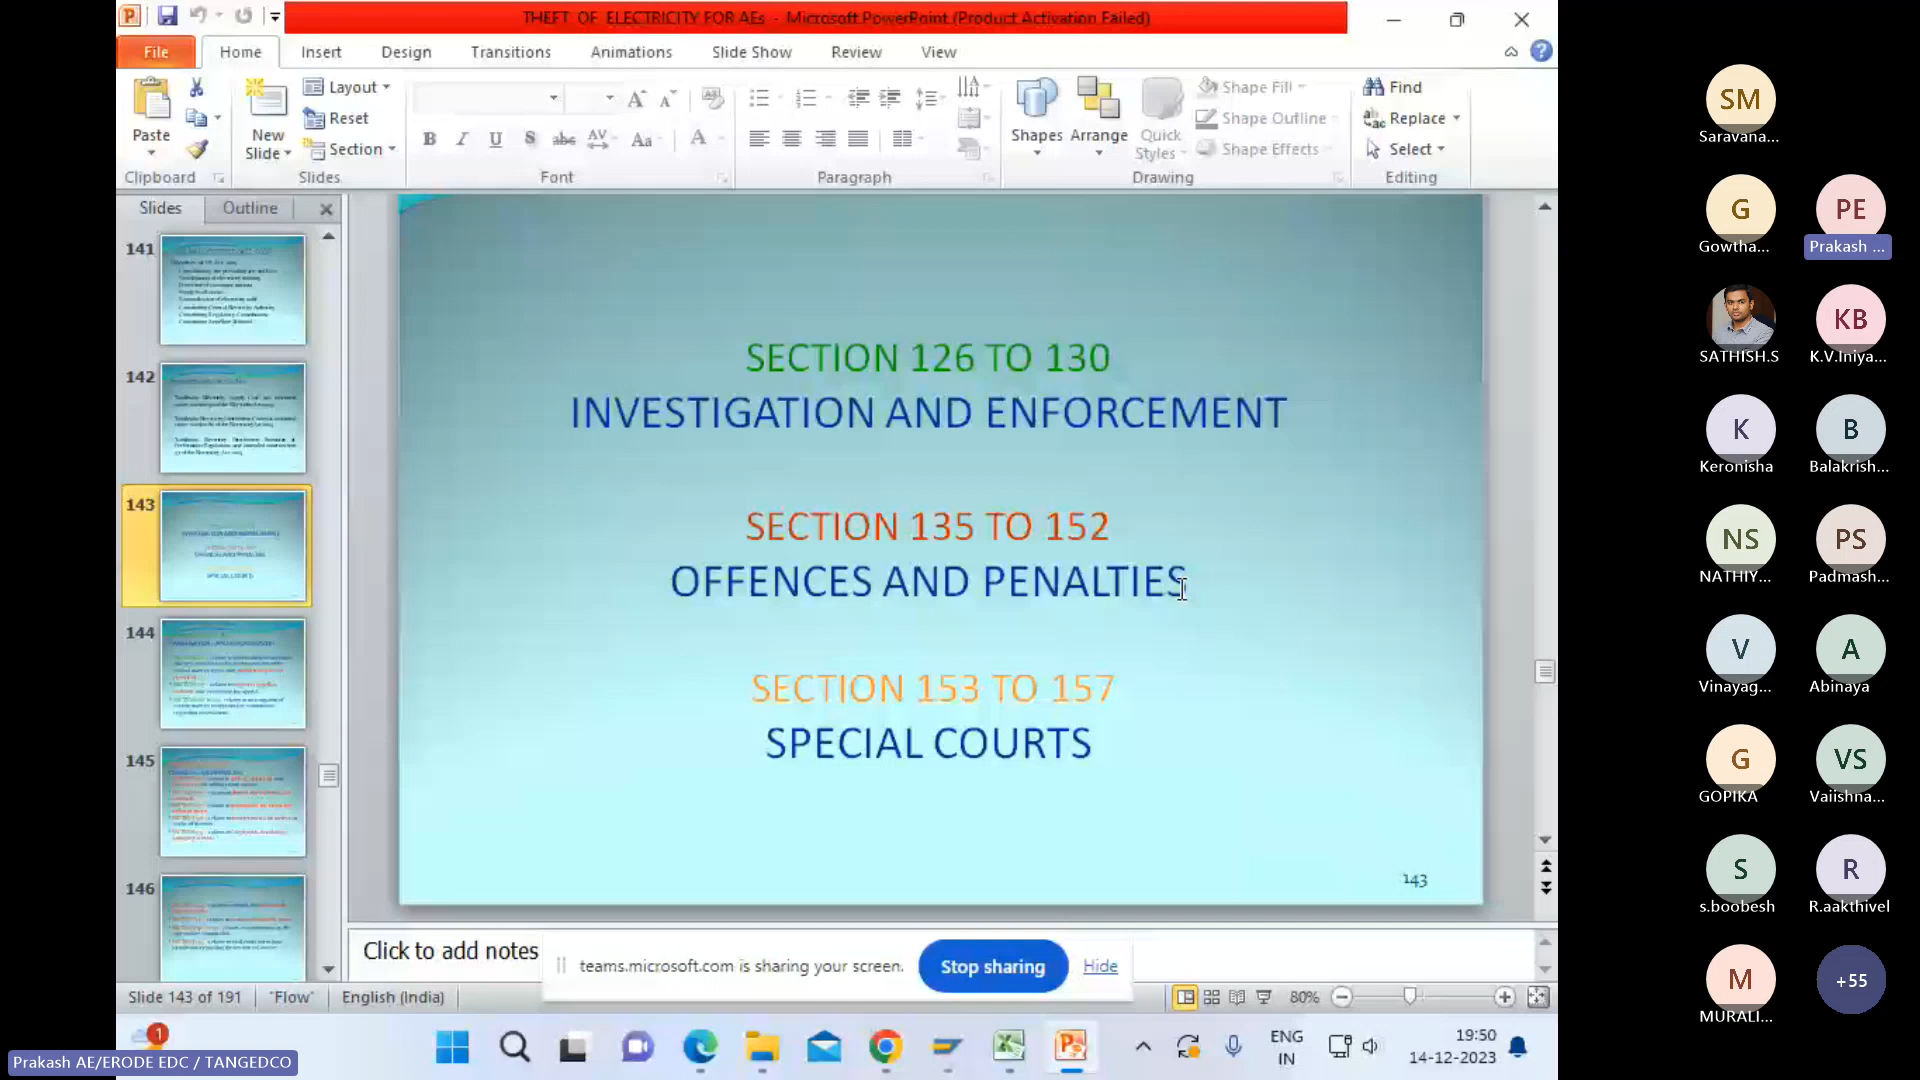 THEFT OF ELECTRICITY FOR AEs - Microsoft PowerPoint (Product Activation Failed)
File Home Insert Design Transitions Animations Slide Show Review View
Paste
New Slide
Layout
Reset
Section
Shapes Arrange Quick Styles
Shape Fill
Shape Outline
Shape Effects
Find
Replace
Select
Clipboard Slides Font Paragraph Drawing Editing
Slides Outline
141
142
143
144
145
146
SECTION 126 TO 130
INVESTIGATION AND ENFORCEMENT
SECTION 135 TO 152
OFFENCES AND PENALTIES
SECTION 153 TO 157
SPECIAL COURTS
143
Click to add notes
teams.microsoft.com is sharing your screen. Stop sharing Hide
Slide 143 of 191 "Flow" English (India) 80%
1
ENG
IN
19:50
14-12-2023
Prakash AE/ERODE EDC / TANGEDCO
SM
Saravana...
G PE
Gowtha... Prakash ...
KB
SATHISH.S K.V.Iniya...
K B
Keronisha Balakrish...
NS PS
NATHIY... Padmash...
V A
Vinayag... Abinaya
G VS
GOPIKA Vaiishna...
S R
s.boobesh R.aakthivel
M +55
MURALI...